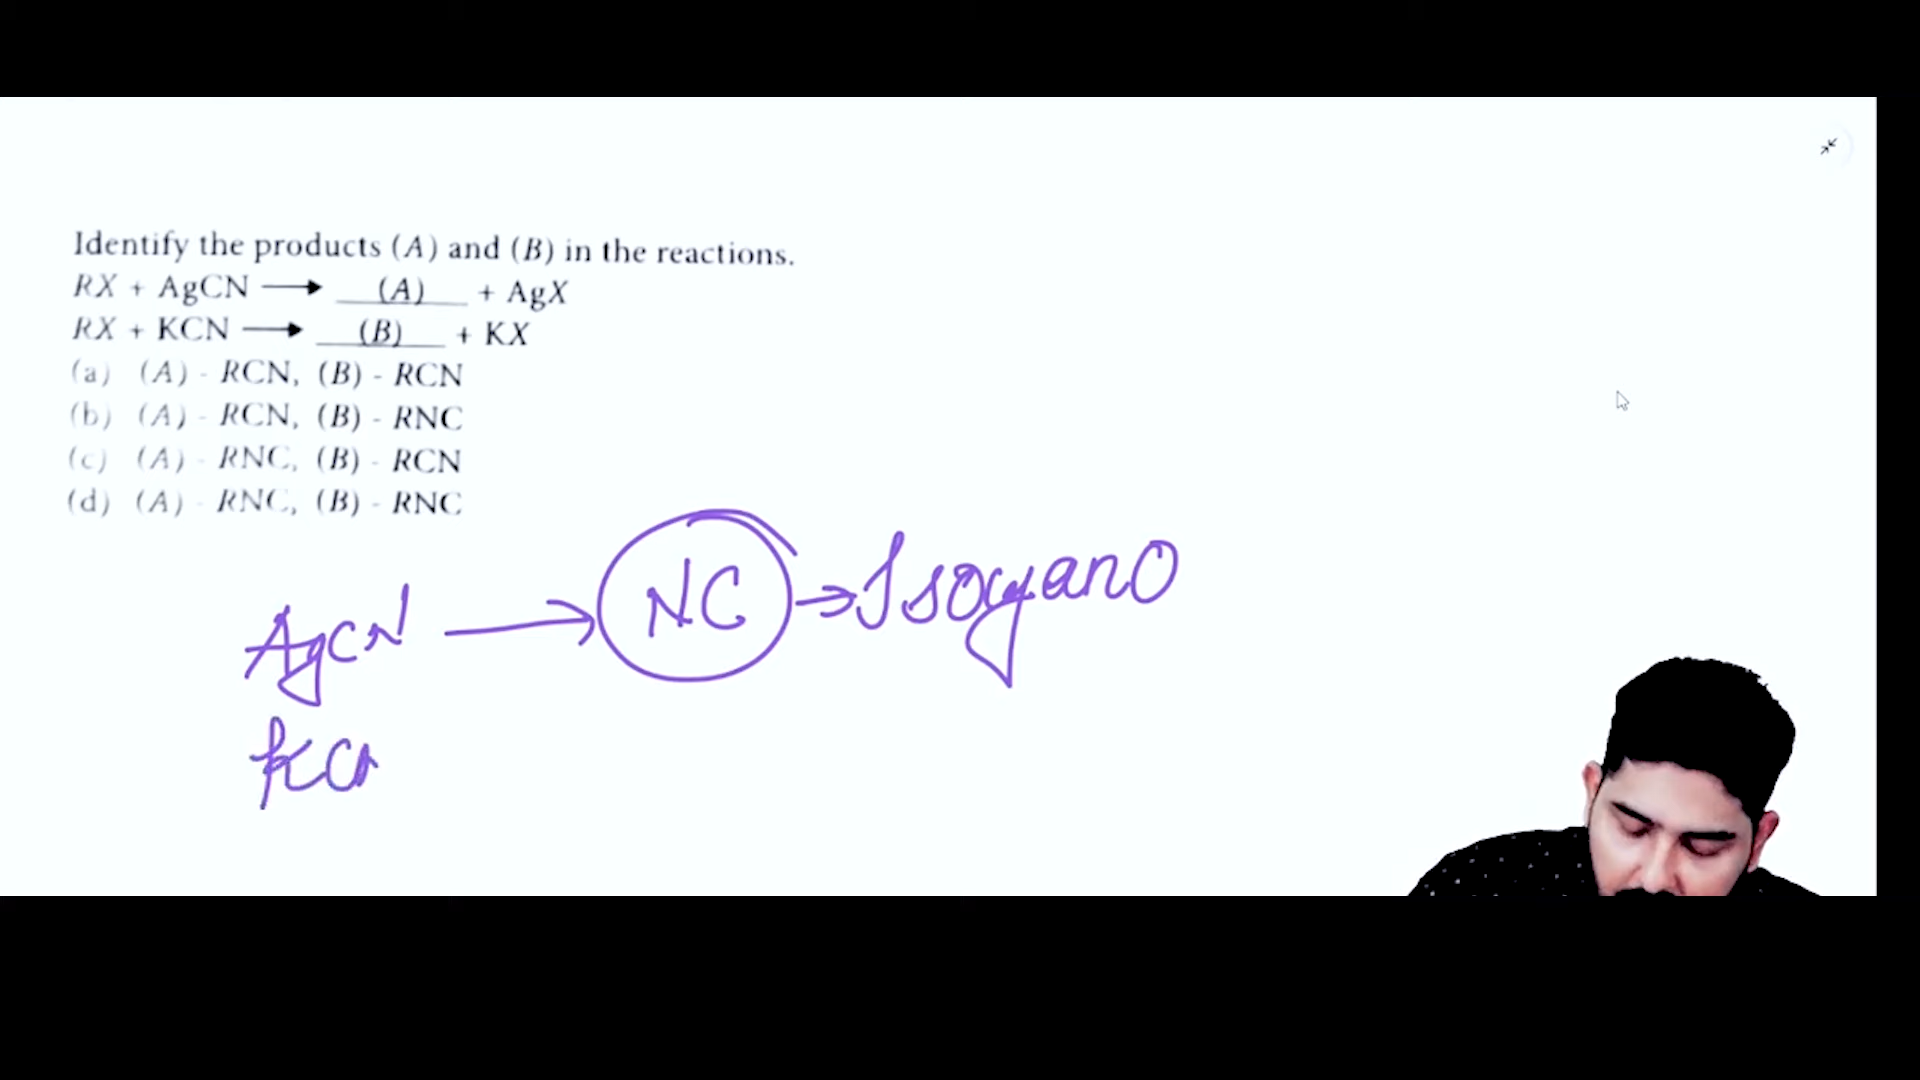 Identify the products (A) and (B) in the reactions.
RX + AgCN ⟶ (A) + AgX
RX + KCN ⟶ (B) + KX
(a) (A) - RCN, (B) - RCN
(b) (A) - RCN, (B) - RNC
(c) (A) - RNC, (B) - RCN
(d) (A) - RNC, (B) - RNC
AgCN → NC → Isocyano
KCN